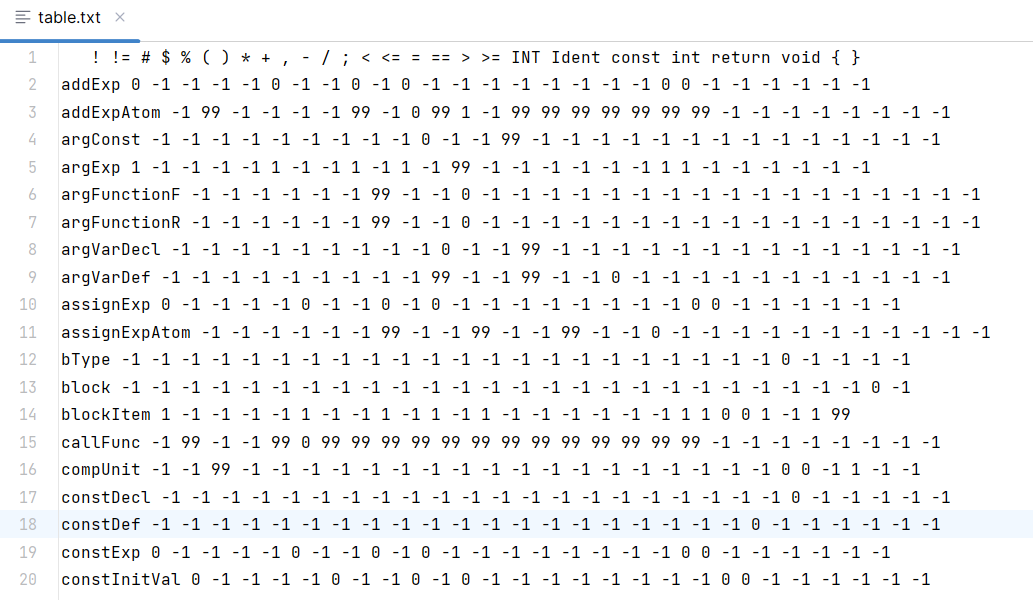 table.txt
1 ! != # $ % ( ) * + , - / ; < <= = == > >= INT Ident const int return void { }
2 addExp 0 -1 -1 -1 -1 0 -1 -1 0 -1 0 -1 -1 -1 -1 -1 -1 -1 -1 0 0 -1 -1 -1 -1 -1 -1
3 addExpAtom -1 99 -1 -1 -1 -1 99 -1 0 99 1 -1 99 99 99 99 99 99 99 -1 -1 -1 -1 -1 -1 -1 -1
4 argConst -1 -1 -1 -1 -1 -1 -1 -1 -1 0 -1 -1 99 -1 -1 -1 -1 -1 -1 -1 -1 -1 -1 -1 -1 -1 -1
5 argExp 1 -1 -1 -1 -1 1 -1 -1 1 -1 1 -1 99 -1 -1 -1 -1 -1 -1 1 1 -1 -1 -1 -1 -1 -1
6 argFunctionF -1 -1 -1 -1 -1 -1 99 -1 -1 0 -1 -1 -1 -1 -1 -1 -1 -1 -1 -1 -1 -1 -1 -1 -1 -1 -1
7 argFunctionR -1 -1 -1 -1 -1 -1 99 -1 -1 0 -1 -1 -1 -1 -1 -1 -1 -1 -1 -1 -1 -1 -1 -1 -1 -1 -1
8 argVarDecl -1 -1 -1 -1 -1 -1 -1 -1 -1 0 -1 -1 99 -1 -1 -1 -1 -1 -1 -1 -1 -1 -1 -1 -1 -1 -1
9 argVarDef -1 -1 -1 -1 -1 -1 -1 -1 -1 99 -1 -1 99 -1 -1 0 -1 -1 -1 -1 -1 -1 -1 -1 -1 -1 -1
10 assignExp 0 -1 -1 -1 -1 0 -1 -1 0 -1 0 -1 -1 -1 -1 -1 -1 -1 -1 0 0 -1 -1 -1 -1 -1 -1
11 assignExpAtom -1 -1 -1 -1 -1 -1 99 -1 -1 99 -1 -1 99 -1 -1 0 -1 -1 -1 -1 -1 -1 -1 -1 -1 -1 -1
12 bType -1 -1 -1 -1 -1 -1 -1 -1 -1 -1 -1 -1 -1 -1 -1 -1 -1 -1 -1 -1 -1 -1 0 -1 -1 -1 -1
13 block -1 -1 -1 -1 -1 -1 -1 -1 -1 -1 -1 -1 -1 -1 -1 -1 -1 -1 -1 -1 -1 -1 -1 -1 -1 0 -1
14 blockItem 1 -1 -1 -1 -1 1 -1 -1 1 -1 1 -1 1 -1 -1 -1 -1 -1 -1 1 1 0 0 1 -1 1 99
15 callFunc -1 99 -1 -1 99 0 99 99 99 99 99 99 99 99 99 99 99 99 99 -1 -1 -1 -1 -1 -1 -1 -1
16 compUnit -1 -1 99 -1 -1 -1 -1 -1 -1 -1 -1 -1 -1 -1 -1 -1 -1 -1 -1 -1 -1 0 0 -1 1 -1 -1
17 constDecl -1 -1 -1 -1 -1 -1 -1 -1 -1 -1 -1 -1 -1 -1 -1 -1 -1 -1 -1 -1 -1 0 -1 -1 -1 -1 -1
18 constDef -1 -1 -1 -1 -1 -1 -1 -1 -1 -1 -1 -1 -1 -1 -1 -1 -1 -1 -1 -1 0 -1 -1 -1 -1 -1 -1
19 constExp 0 -1 -1 -1 -1 0 -1 -1 0 -1 0 -1 -1 -1 -1 -1 -1 -1 -1 0 0 -1 -1 -1 -1 -1 -1
20 constInitVal 0 -1 -1 -1 -1 0 -1 -1 0 -1 0 -1 -1 -1 -1 -1 -1 -1 -1 0 0 -1 -1 -1 -1 -1 -1